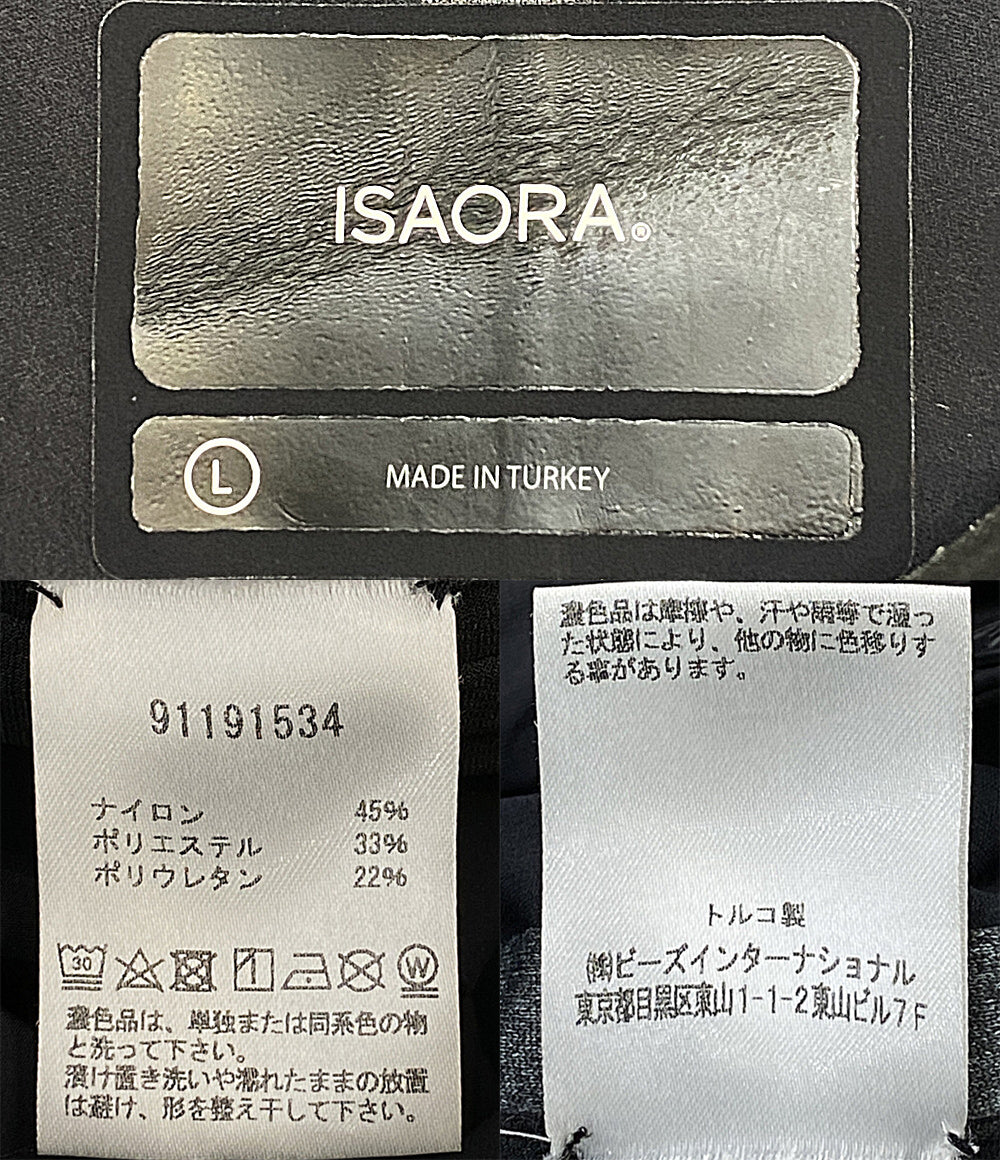 ISAORA®
L MADE IN TURKEY
91191534
ナイロン 45%
ポリエステル 33%
ポリウレタン 22%
30 W
濃色品は、単独または同系色の物
と洗って下さい。
漬け置き洗いや濡れたままの放置
は避け、形を整え干して下さい。
濃色品は摩擦や、汗や雨等で湿っ
た状態により、他の物に色移りす
る事があります。
トルコ製
㈱ビーズインターナショナル
東京都目黒区東山1-1-2東山ビル7F